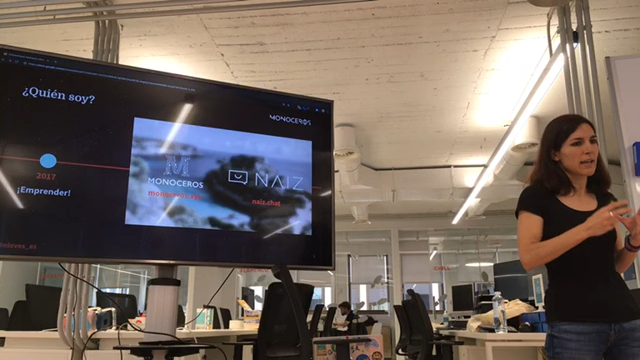 ¿Quién soy?
MONOCEROS
2017
¡Emprender!
M
MONOCEROS
NAIZ
naiz.chat